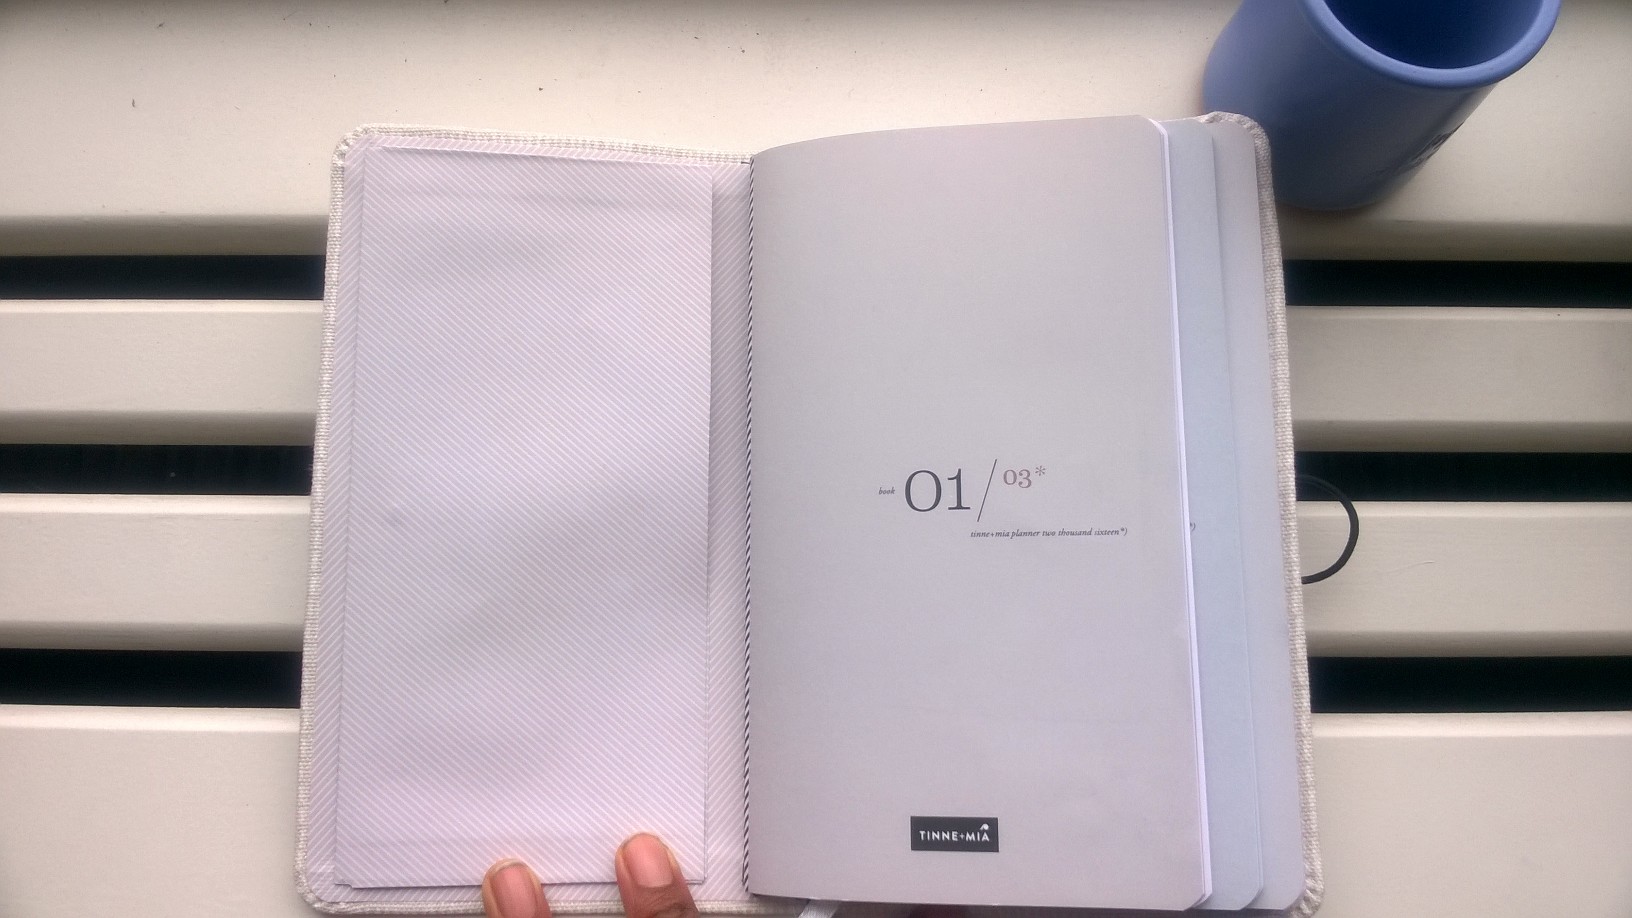 book 01/03*
tinne+mia planner two thousand sixteen*)
*)
TINNE+MIA